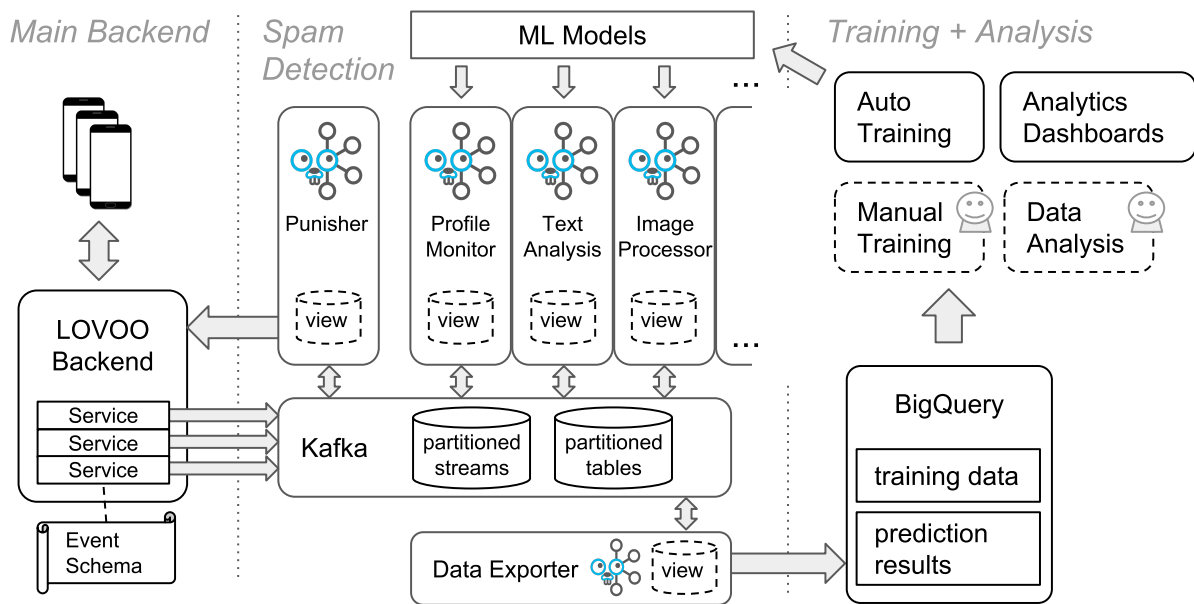 Main Backend
Spam
Detection
ML Models
Training + Analysis
...
Auto
Training
Analytics
Dashboards
Manual
Training
Data
Analysis
Punisher
Profile
Monitor
Text
Analysis
Image
Processor
view
view
view
view
...
LOVOO
Backend
Service
Service
Service
Event
Schema
Kafka
partitioned
streams
partitioned
tables
Data Exporter
view
BigQuery
training data
prediction
results